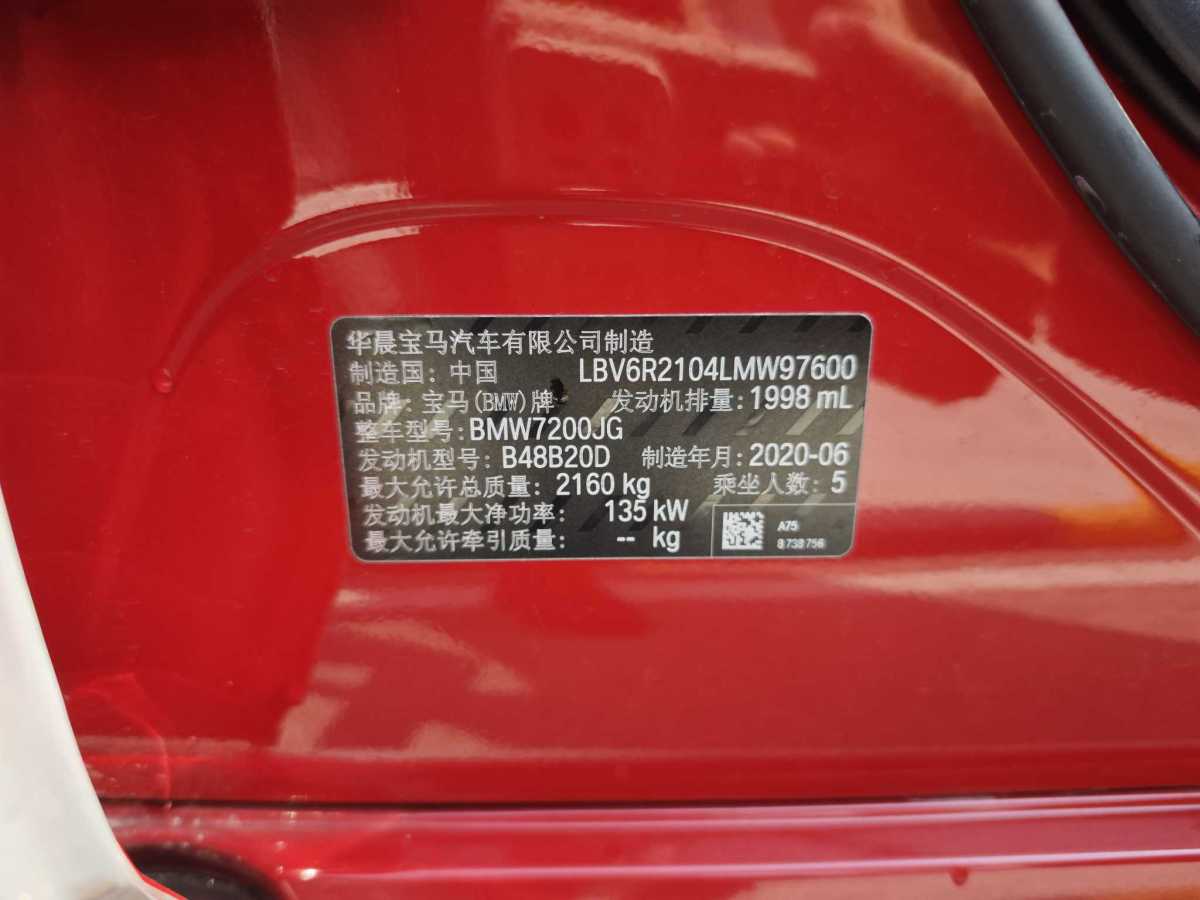 华晨宝马汽车有限公司制造
制造国：中国 LBV6R2104LMW97600
品牌：宝马(BMW)牌 发动机排量：1998 mL
整车型号：BMW7200JG
发动机型号：B48B20D 制造年月：2020-06
最大允许总质量：2160 kg 乘坐人数：5
发动机最大净功率：135 kW
最大允许牵引质量：-- kg
A75
8738756